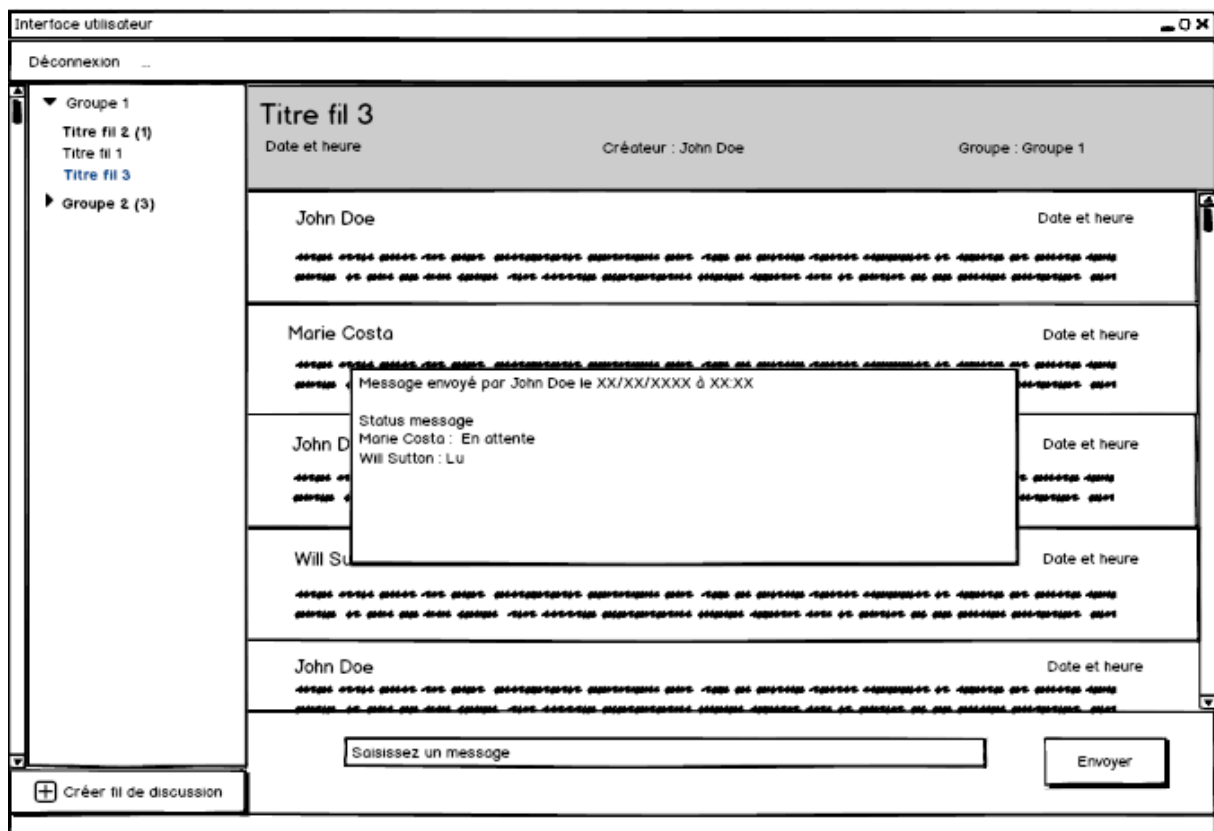 Interface utilisateur
Déconnexion ...
Groupe 1
Titre fil 2 (1)
Titre fil 1
Titre fil 3
Groupe 2 (3)
Créer fil de discussion
Titre fil 3
Date et heure Créateur : John Doe Groupe : Groupe 1
John Doe Date et heure
Marie Costa Date et heure
Message envoyé par John Doe le XX/XX/XXXX à XX:XX
Status message
Marie Costa : En attente
Will Sutton : Lu
John D Date et heure
Will Su Date et heure
John Doe Date et heure
Saisissez un message
Envoyer